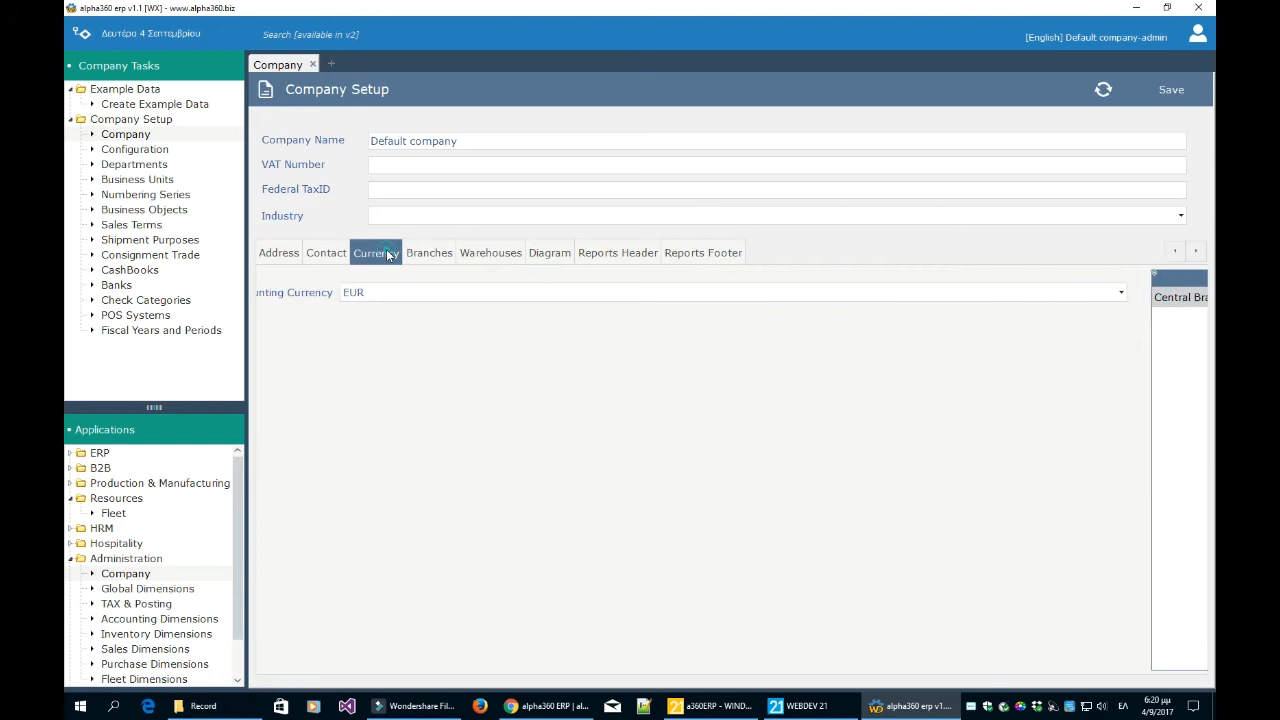 alpha360 erp v1.1 [WX] - www.alpha360.biz
Δευτέρα 4 Σεπτεμβρίου
Search [available in v2]
[English] Default company-admin
Company Tasks
Example Data
Create Example Data
Company Setup
Company
Configuration
Departments
Business Units
Numbering Series
Business Objects
Sales Terms
Shipment Purposes
Consignment Trade
CashBooks
Banks
Check Categories
POS Systems
Fiscal Years and Periods
Applications
ERP
B2B
Production & Manufacturing
Resources
Fleet
HRM
Hospitality
Administration
Company
Global Dimensions
TAX & Posting
Accounting Dimensions
Inventory Dimensions
Sales Dimensions
Purchase Dimensions
Fleet Dimensions
Company
Company Setup
Save
Company Name Default company
VAT Number
Federal TaxID
Industry
Address Contact Currency Branches Warehouses Diagram Reports Header Reports Footer
unting Currency EUR
Central Bra
Record
Wondershare Fil...
alpha360 ERP | al...
21 a360ERP - WIND...
21 WEBDEV 21
alpha360 erp v1....
ΕΛ
6:20 μμ
4/9/2017